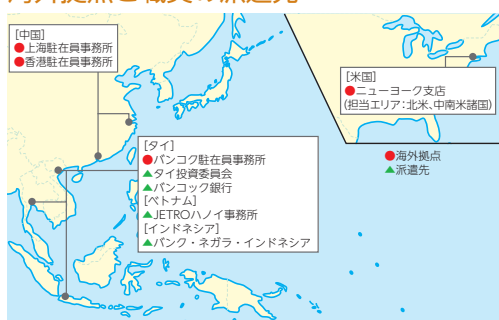 [中国]
●上海駐在員事務所
●香港駐在員事務所
[米国]
●ニューヨーク支店
(担当エリア:北米、中南米諸国)
●海外拠点
▲派遣先
[タイ]
●バンコク駐在員事務所
▲タイ投資委員会
▲バンコック銀行
[ベトナム]
▲JETROハノイ事務所
[インドネシア]
▲バンク・ネガラ・インドネシア